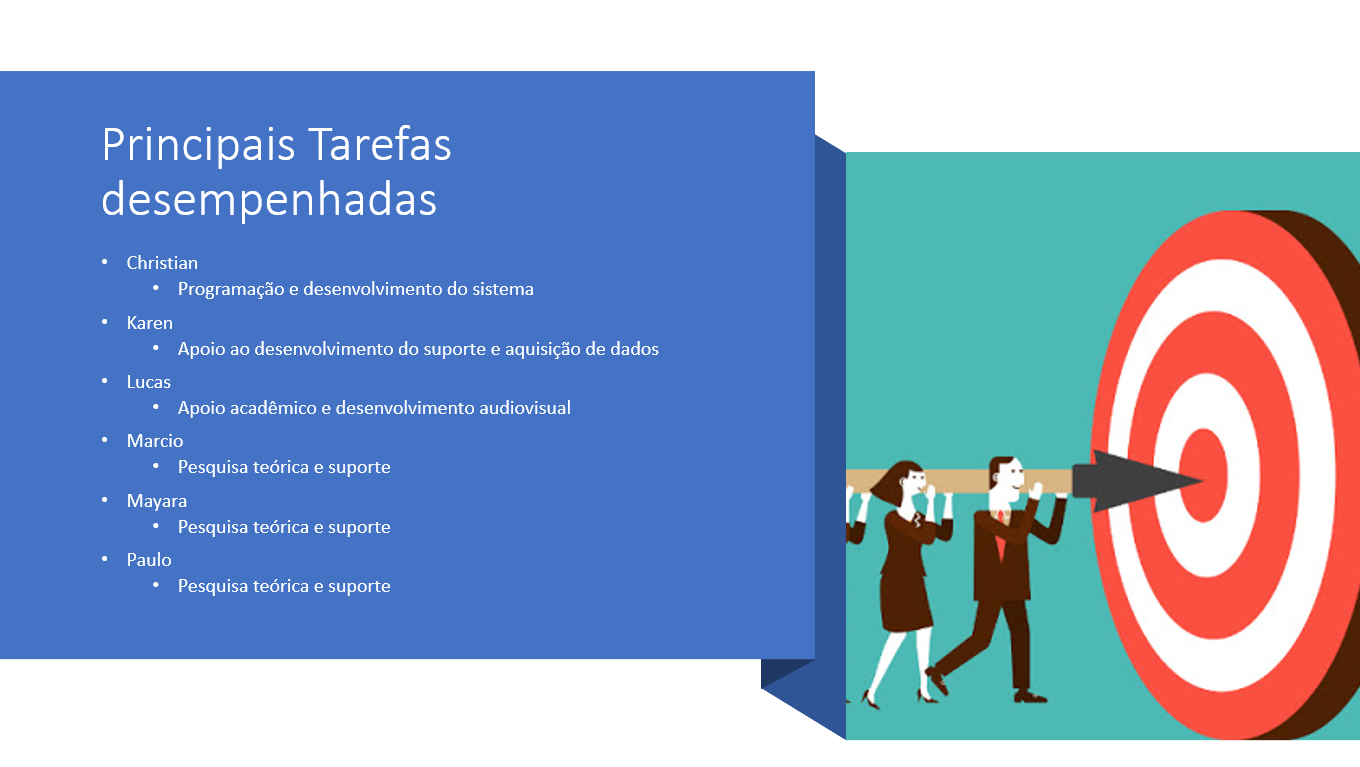 Principais Tarefas
desempenhadas
• Christian
• Programação e desenvolvimento do sistema
• Karen
• Apoio ao desenvolvimento do suporte e aquisição de dados
• Lucas
• Apoio acadêmico e desenvolvimento audiovisual
• Marcio
• Pesquisa teórica e suporte
• Mayara
• Pesquisa teórica e suporte
• Paulo
• Pesquisa teórica e suporte